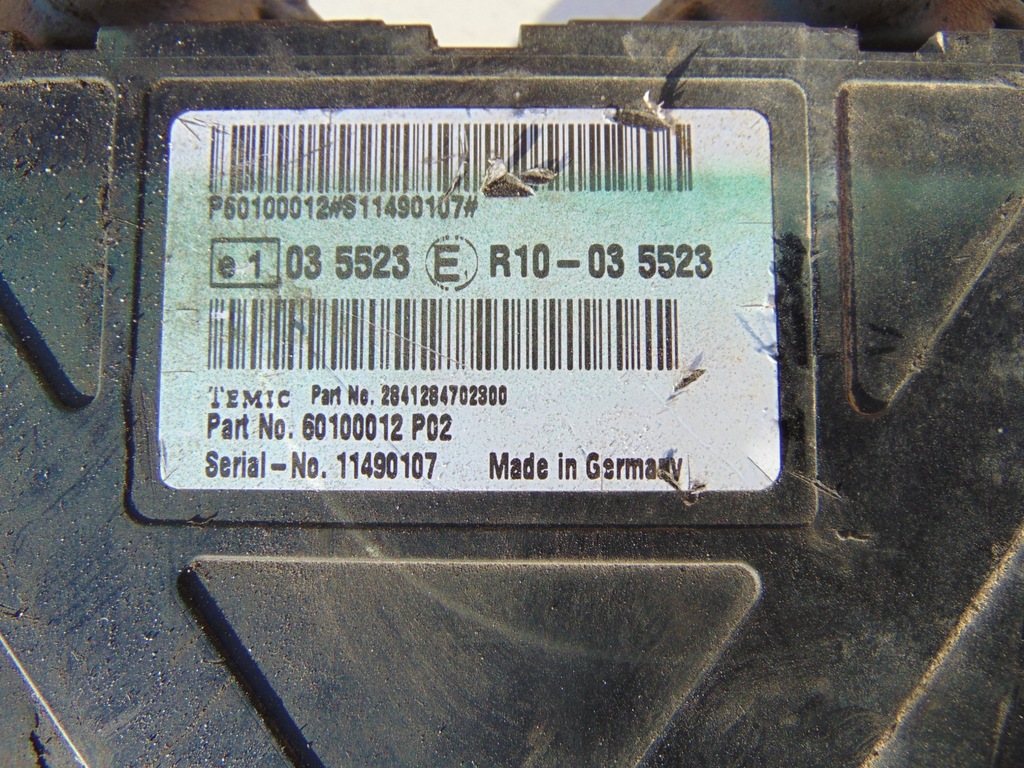 P60100012#S11490107#
e1 03 5523 E 1 R10-03 5523
TEMIC Part No. 2841284702300
Part No. 60100012 P02
Serial-No. 11490107 Made in Germany